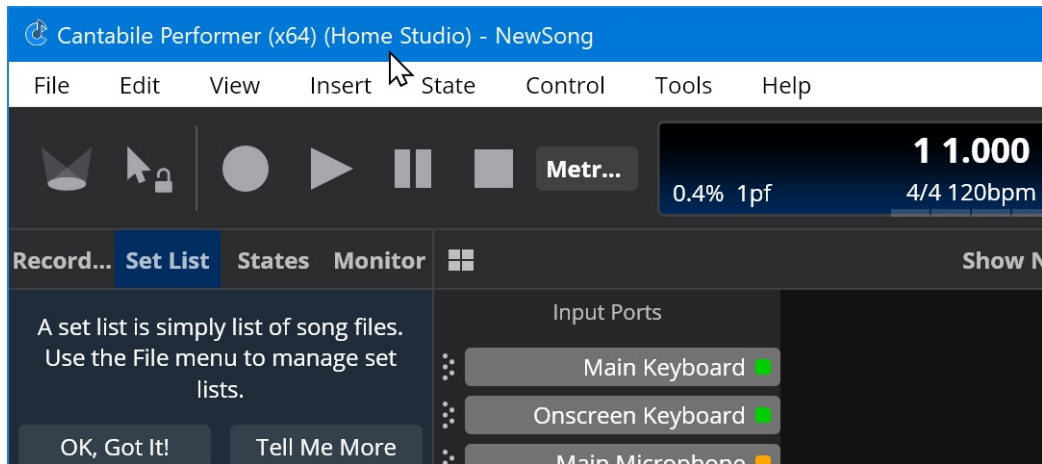 Cantabile Performer (x64) (Home Studio) - NewSong
File Edit View Insert State Control Tools Help
Metr...
1 1.000
0.4% 1pf 4/4 120bpm
Record... Set List States Monitor Show N
A set list is simply list of song files.
Use the File menu to manage set
lists.
OK, Got It! Tell Me More
Input Ports
Main Keyboard
Onscreen Keyboard
Main Microphone